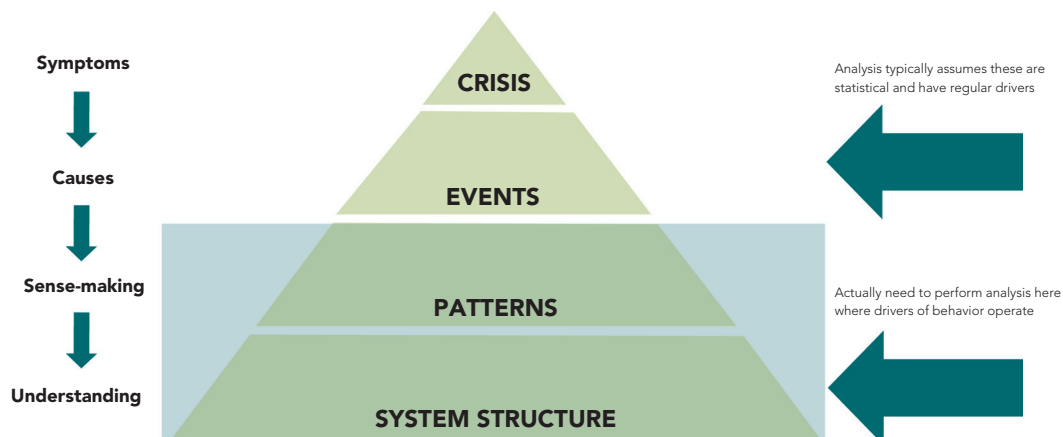 Symptoms
Causes
Sense-making
Understanding
CRISIS
EVENTS
PATTERNS
SYSTEM STRUCTURE
Analysis typically assumes these are
statistical and have regular drivers
Actually need to perform analysis here
where drivers of behavior operate